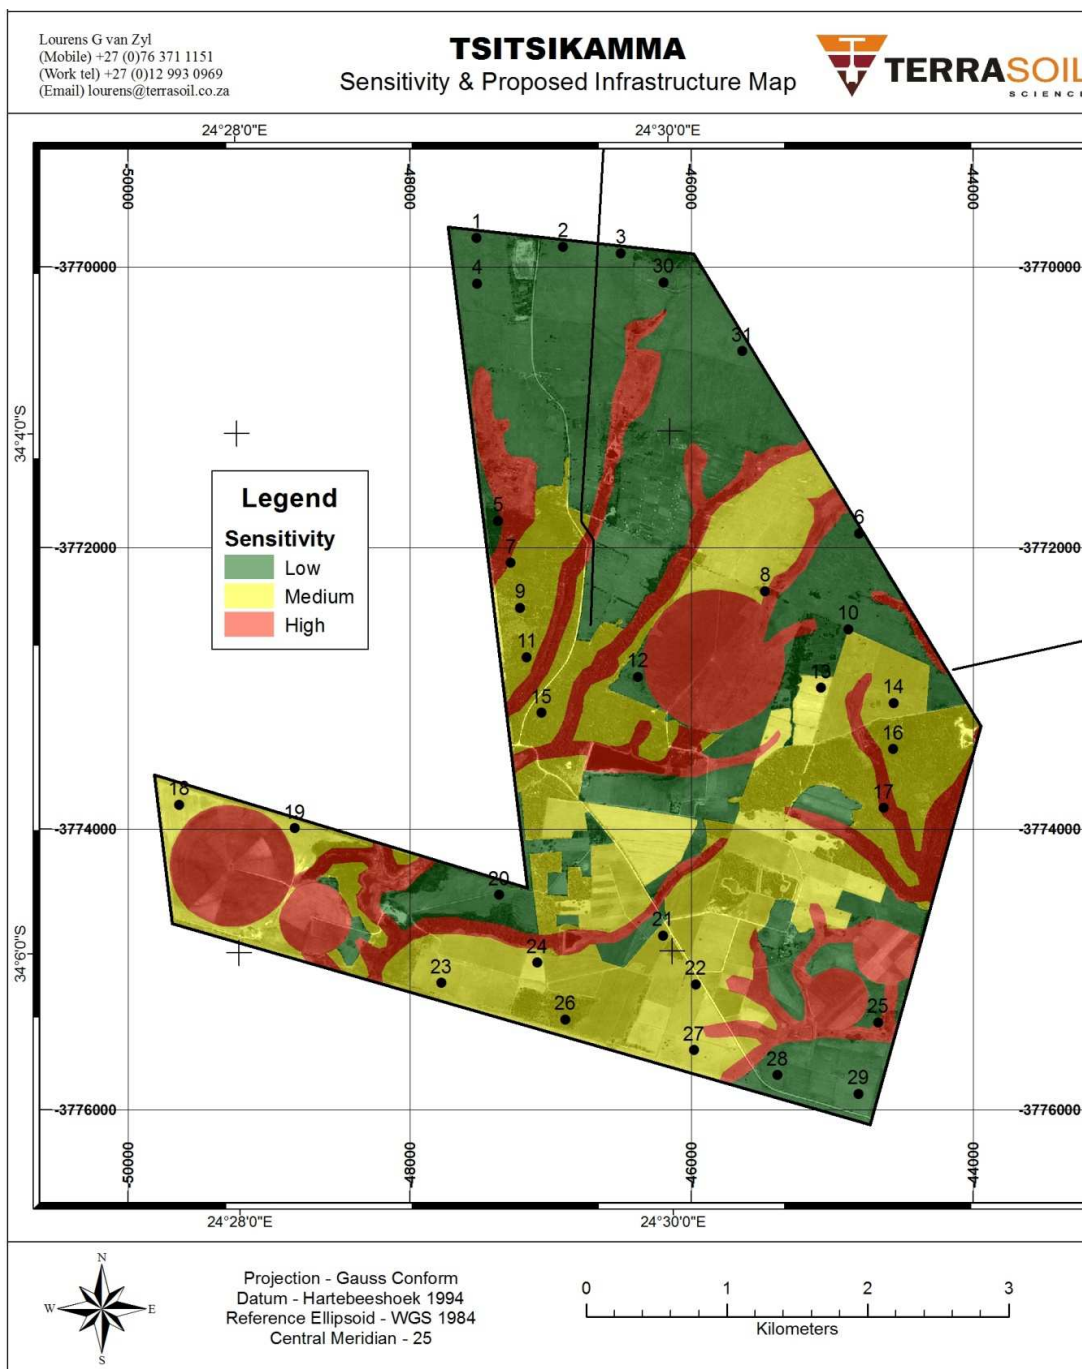 Lourens G van Zyl
(Mobile) +27 (0)76 371 1151
(Work tel) +27 (0)12 993 0969
(Email) lourens@terrasoil.co.za
TSITSIKAMMA
Sensitivity & Proposed Infrastructure Map
TERRASOIL
SCIENCE
24°28'0"E
24°30'0"E
-50000
-48000
-46000
-44000
1
2
3
-3770000
4
30
-3770000
31
34°4'0"S
Legend
Sensitivity
Low
Medium
High
5
6
-3772000
7
-3772000
8
9
10
11
12
13
14
15
16
17
18
19
-3774000
-3774000
20
21
24
34°6'0"S
23
22
26
25
27
28
29
-3776000
-3776000
-50000
-48000
-46000
-44000
24°28'0"E
24°30'0"E
N
W
E
S
Projection - Gauss Conform
Datum - Hartebeeshoek 1994
Reference Ellipsoid - WGS 1984
Central Meridian - 25
0
1
2
3
Kilometers